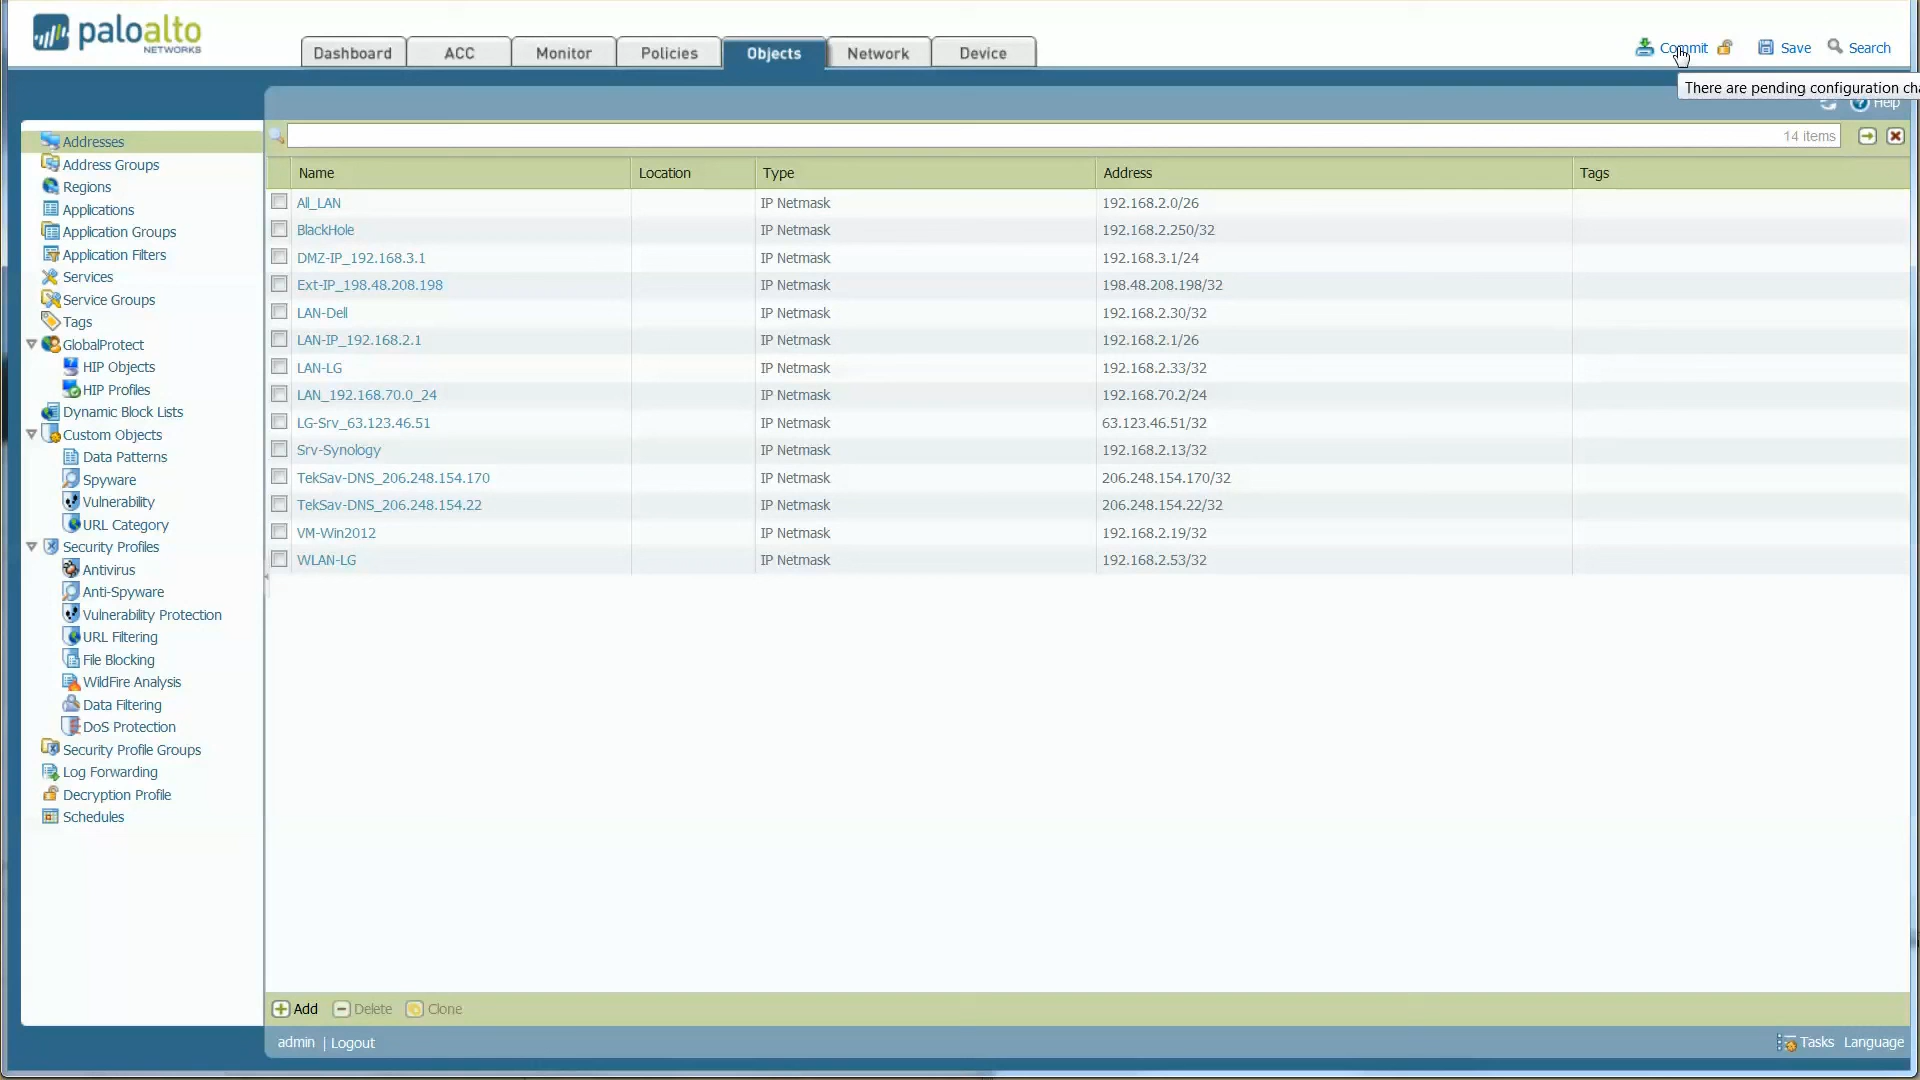 paloalto
NETWORKS
Dashboard ACC Monitor Policies Objects Network Device
Commit Save Search
There are pending configuration cha
Help
14 items
Name Location Type Address Tags
All_LAN IP Netmask 192.168.2.0/26
BlackHole IP Netmask 192.168.2.250/32
DMZ-IP_192.168.3.1 IP Netmask 192.168.3.1/24
Ext-IP_198.48.208.198 IP Netmask 198.48.208.198/32
LAN-Dell IP Netmask 192.168.2.30/32
LAN-IP_192.168.2.1 IP Netmask 192.168.2.1/26
LAN-LG IP Netmask 192.168.2.33/32
LAN_192.168.70.0_24 IP Netmask 192.168.70.2/24
LG-Srv_63.123.46.51 IP Netmask 63.123.46.51/32
Srv-Synology IP Netmask 192.168.2.13/32
TekSav-DNS_206.248.154.170 IP Netmask 206.248.154.170/32
TekSav-DNS_206.248.154.22 IP Netmask 206.248.154.22/32
VM-Win2012 IP Netmask 192.168.2.19/32
WLAN-LG IP Netmask 192.168.2.53/32
Addresses
Address Groups
Regions
Applications
Application Groups
Application Filters
Services
Service Groups
Tags
GlobalProtect
HIP Objects
HIP Profiles
Dynamic Block Lists
Custom Objects
Data Patterns
Spyware
Vulnerability
URL Category
Security Profiles
Antivirus
Anti-Spyware
Vulnerability Protection
URL Filtering
File Blocking
WildFire Analysis
Data Filtering
DoS Protection
Security Profile Groups
Log Forwarding
Decryption Profile
Schedules
Add Delete Clone
admin | Logout
Tasks Language